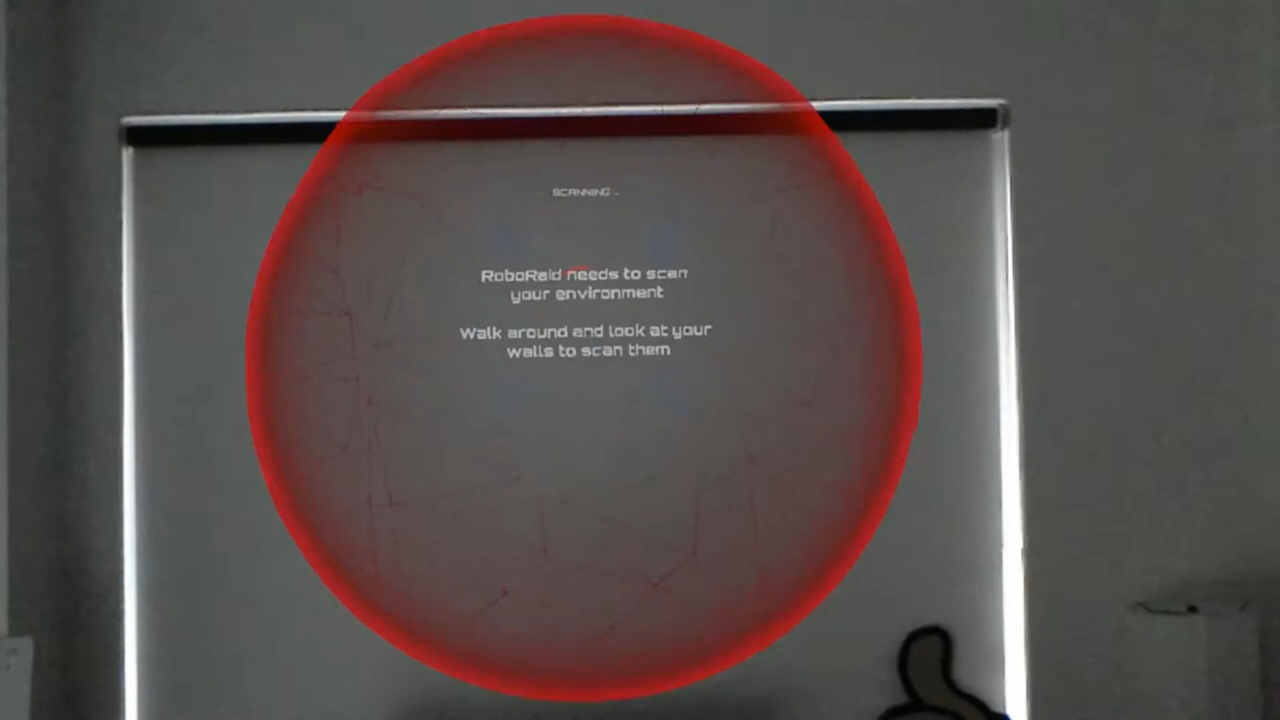 SCANNING -
RoboRaid needs to scan
your environment
Walk around and look at your
walls to scan them